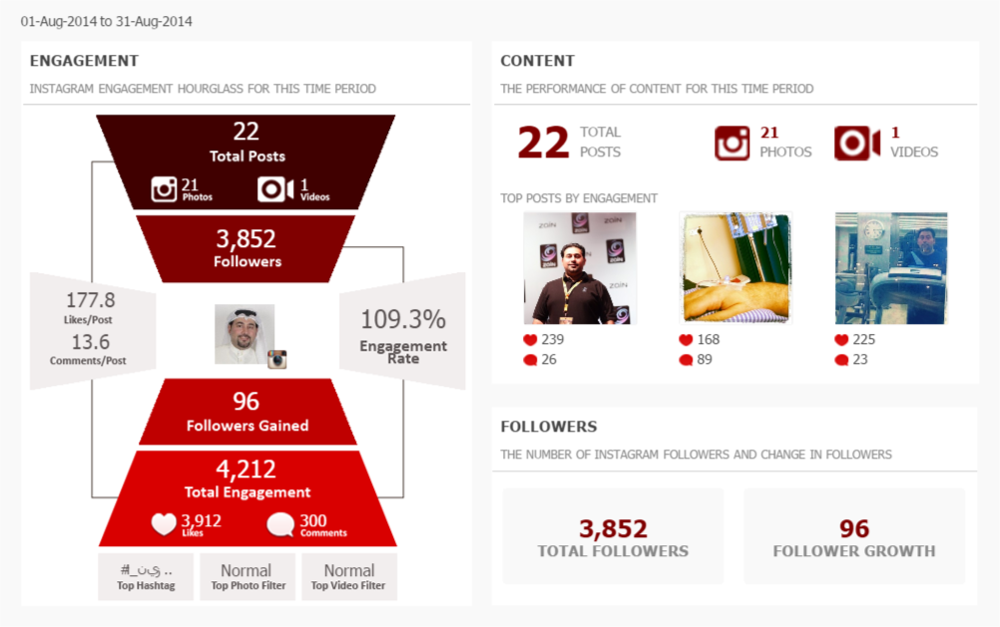 01-Aug-2014 to 31-Aug-2014
ENGAGEMENT
INSTAGRAM ENGAGEMENT HOURGLASS FOR THIS TIME PERIOD
22
Total Posts
21
Photos
1
Videos
3,852
Followers
177.8
Likes/Post
13.6
Comments/Post
109.3%
Engagement
Rate
96
Followers Gained
4,212
Total Engagement
3,912
Likes
300
Comments
Top Hashtag
Normal
Top Photo Filter
Normal
Top Video Filter
CONTENT
THE PERFORMANCE OF CONTENT FOR THIS TIME PERIOD
22
TOTAL
POSTS
21
PHOTOS
1
VIDEOS
TOP POSTS BY ENGAGEMENT
ZAIN
ZAIN
239
26
168
89
225
23
FOLLOWERS
THE NUMBER OF INSTAGRAM FOLLOWERS AND CHANGE IN FOLLOWERS
3,852
TOTAL FOLLOWERS
96
FOLLOWER GROWTH